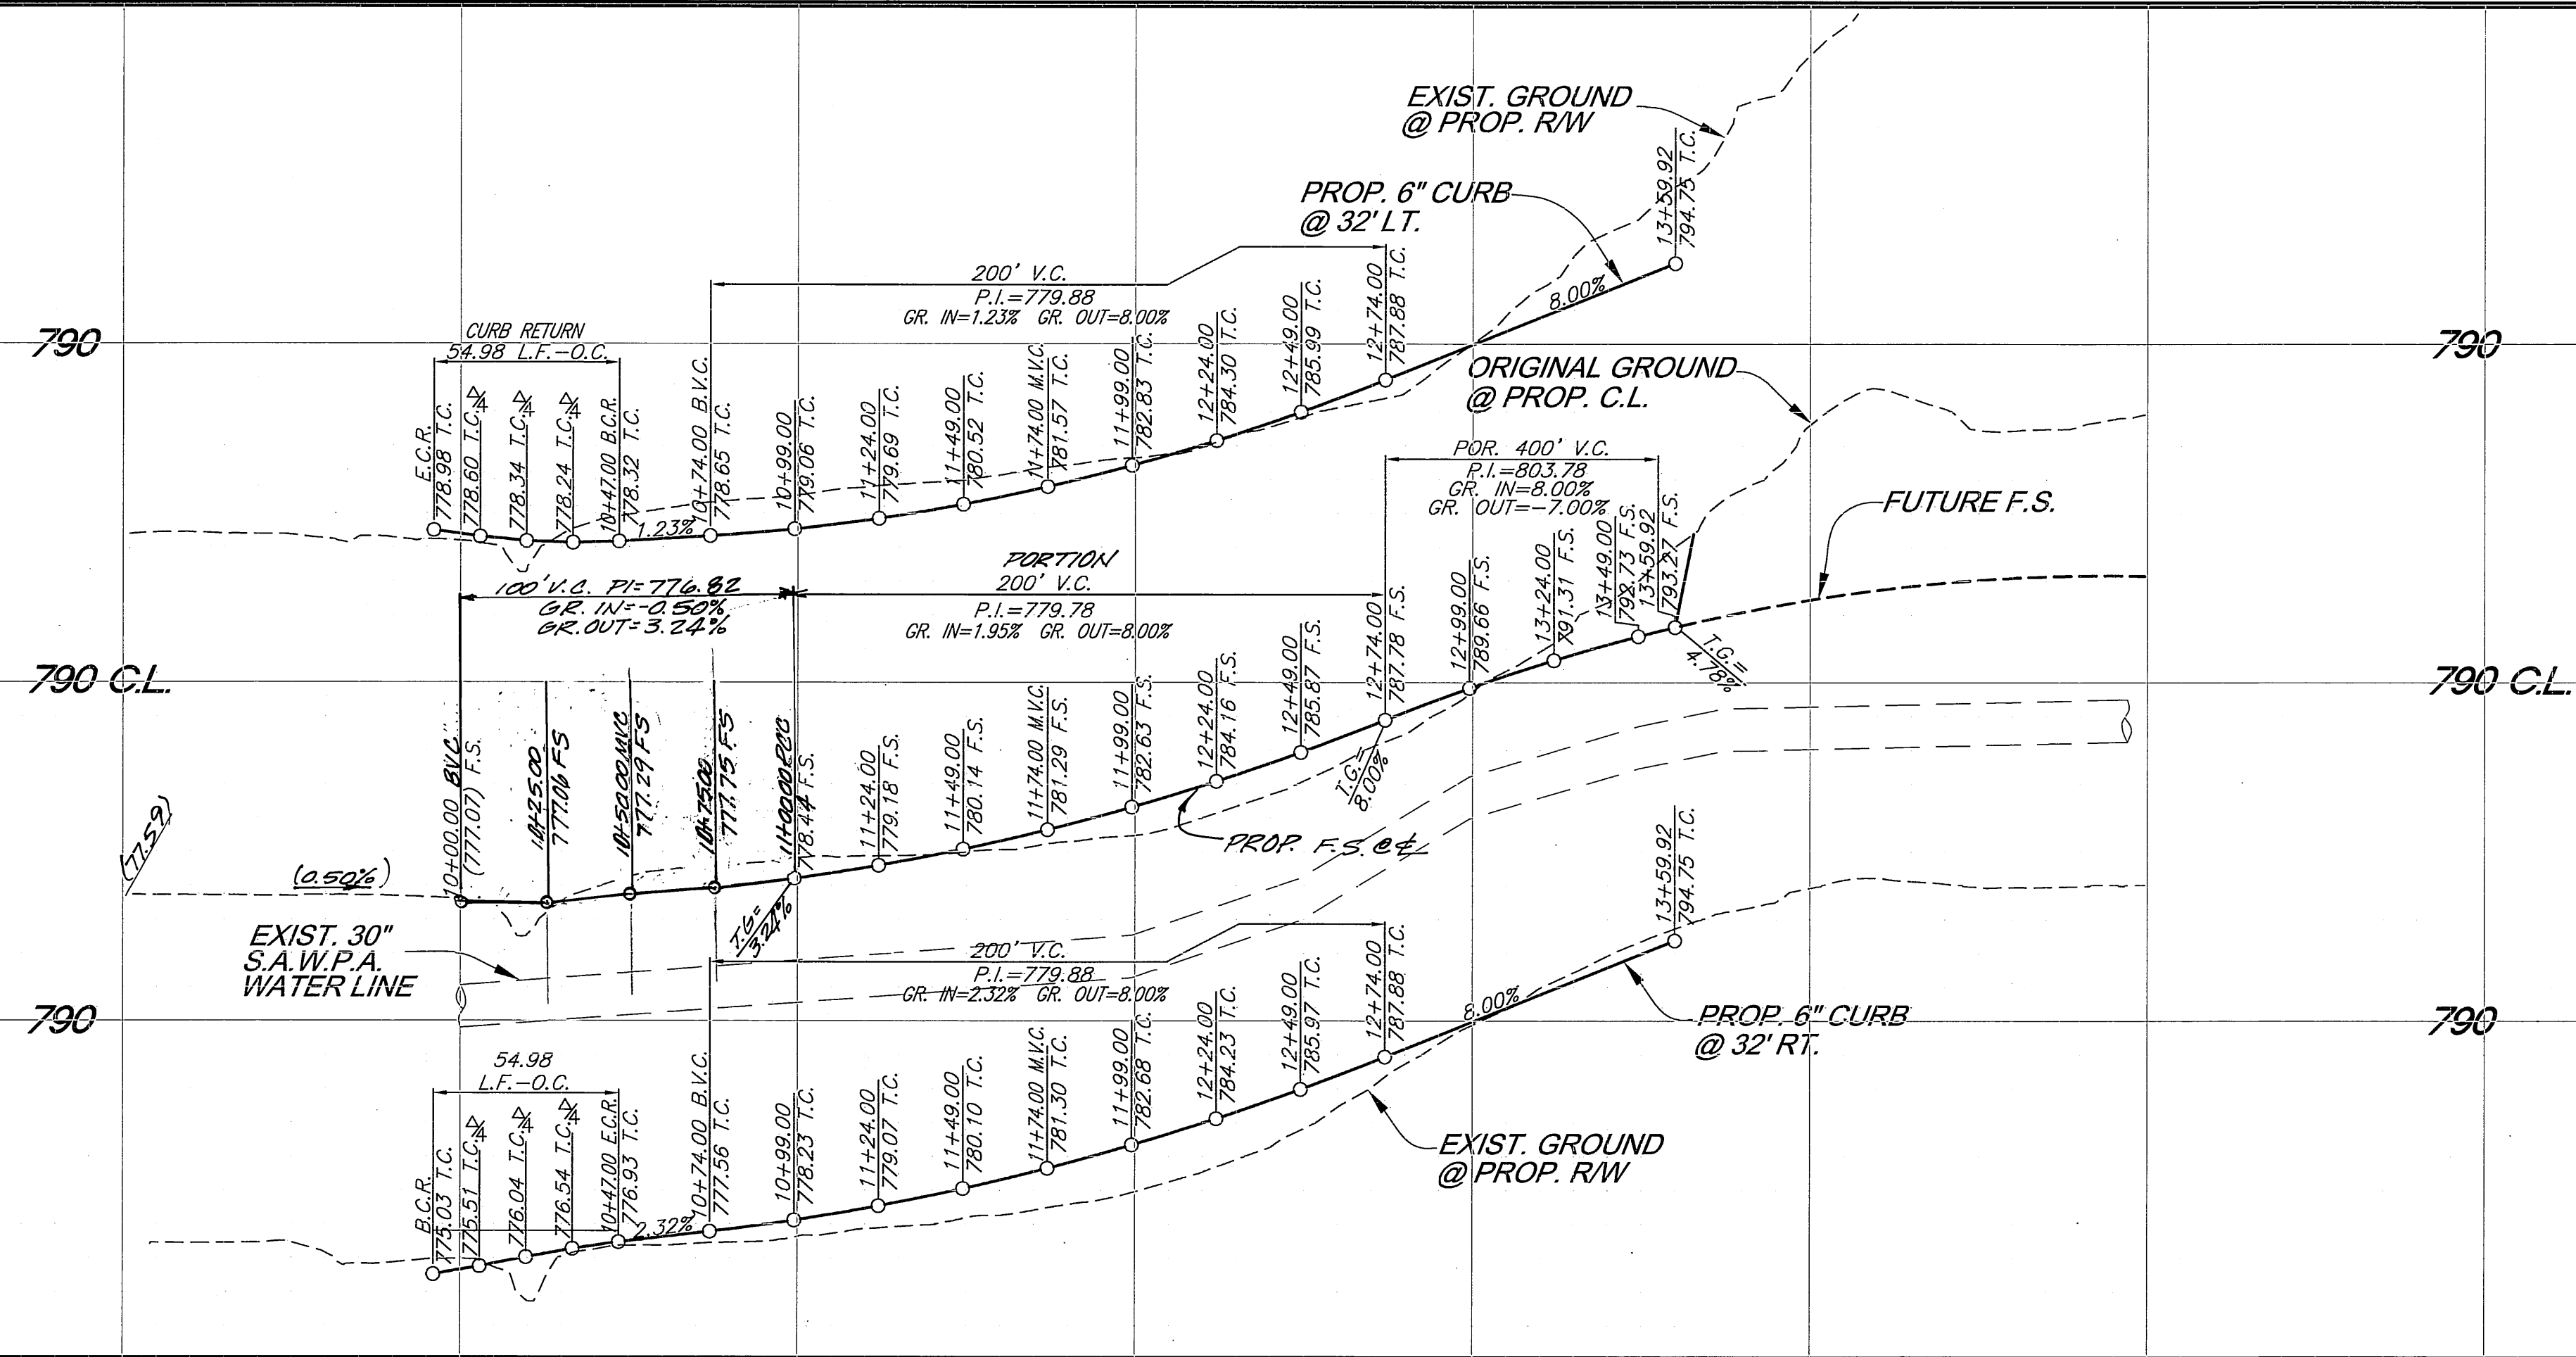 EXIST. GROUND
@ PROP. R/W
PROP. 6" CURB
@ 32' LT.
13+59.92
794.75 T.C.
8.00%
200' V.C.
P.I.=779.88
GR. IN=1.23% GR. OUT=8.00%
CURB RETURN
54.98 L.F.-O.C.
790
790
E.C.R.
778.98 T.C.
778.60 T.C. Δ/4
778.34 T.C. Δ/4
778.24 T.C. Δ/4
10+47.00 B.C.R.
778.32 T.C.
1.23%
10+74.00 B.V.C.
778.65 T.C.
10+99.00
779.06 T.C.
11+24.00
779.69 T.C.
11+49.00
780.52 T.C.
11+74.00 M.V.C.
781.57 T.C.
11+99.00
782.83 T.C.
12+24.00
784.30 T.C.
12+49.00
785.99 T.C.
12+74.00
787.88 T.C.
ORIGINAL GROUND
@ PROP. C.L.
POR. 400' V.C.
P.I.=803.78
GR. IN=8.00%
GR. OUT=-7.00%
FUTURE F.S.
100' V.C. PI=776.82
GR. IN=-0.50%
GR. OUT=3.24%
PORTION
200' V.C.
P.I.=779.78
GR. IN=1.95% GR. OUT=8.00%
790 C.L.
790 C.L.
(777.59)
(0.50%)
10+00.00 BVC
(777.07) F.S.
10+25.00
777.06 FS
10+50.00 MVC
777.29 FS
10+75.00
777.75 FS
11+00.00 PCC
778.44 F.S.
T.G.=
3.24%
11+24.00
779.18 F.S.
11+49.00
780.14 F.S.
11+74.00 M.V.C.
781.29 F.S.
11+99.00
782.63 F.S.
12+24.00
784.16 F.S.
12+49.00
785.87 F.S.
12+74.00
787.78 F.S.
T.G.=
8.00%
12+99.00
789.66 F.S.
13+24.00
791.31 F.S.
13+49.00
792.73 F.S.
13+59.92
793.27 F.S.
T.G.=
4.78%
PROP. F.S. @ ℄
EXIST. 30"
S.A.W.P.A.
WATER LINE
200' V.C.
P.I.=779.88
GR. IN=2.32% GR. OUT=8.00%
790
790
54.98
L.F.-O.C.
B.C.R.
775.03 T.C.
775.51 T.C. Δ/4
776.04 T.C. Δ/4
776.54 T.C. Δ/4
10+47.00 E.C.R.
776.93 T.C.
2.32%
10+74.00 B.V.C.
777.56 T.C.
10+99.00
778.23 T.C.
11+24.00
779.07 T.C.
11+49.00
780.10 T.C.
11+74.00 M.V.C.
781.30 T.C.
11+99.00
782.68 T.C.
12+24.00
784.23 T.C.
12+49.00
785.97 T.C.
12+74.00
787.88 T.C.
8.00%
13+59.92
794.75 T.C.
PROP. 6" CURB
@ 32' RT.
EXIST. GROUND
@ PROP. R/W